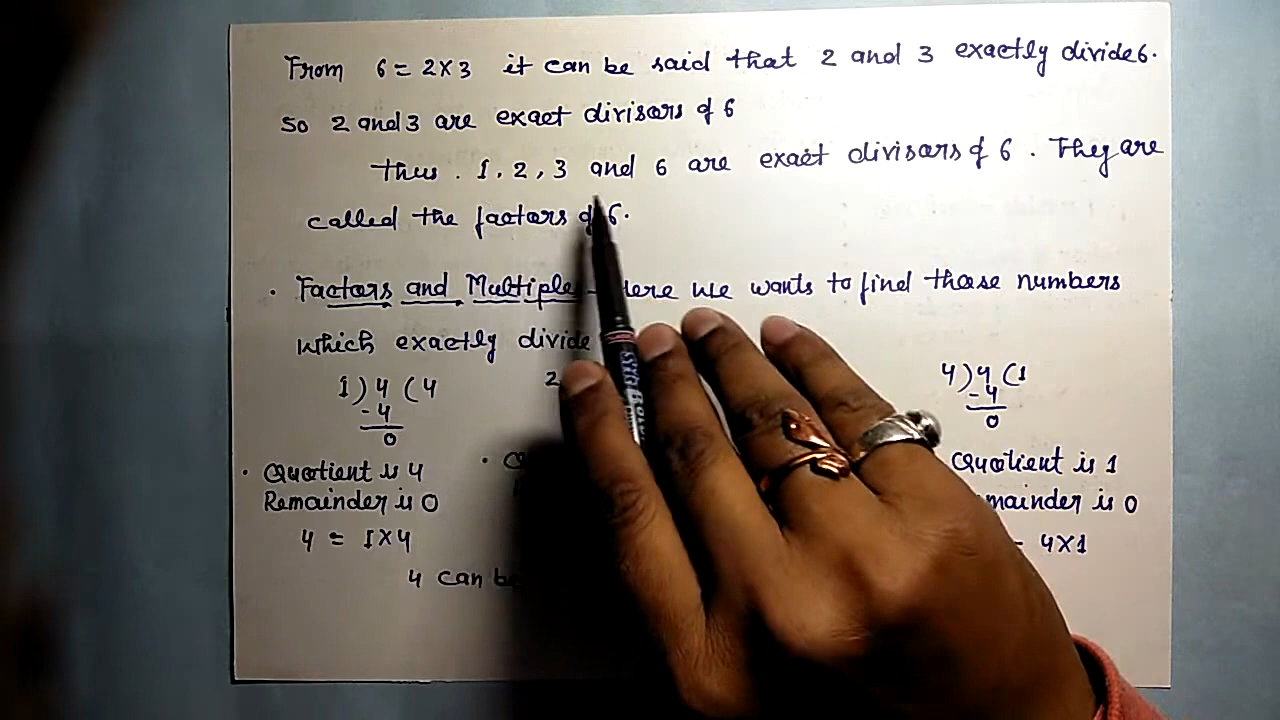 From 6 = 2×3 it can be said that 2 and 3 exactly divide 6.
So 2 and 3 are exact divisors of 6
Thus. 1, 2, 3 and 6 are exact divisors of 6. They are
called the factors of 6.
• Factors and Multiples Here we wants to find those numbers
which exactly divide
1) 4 (4 2 4) 4 (1
-4 -4
0 0
• Quotient is 4 • Quotient is 1
Remainder is 0 mainder is 0
4 = 1×4 4×1
4 can be